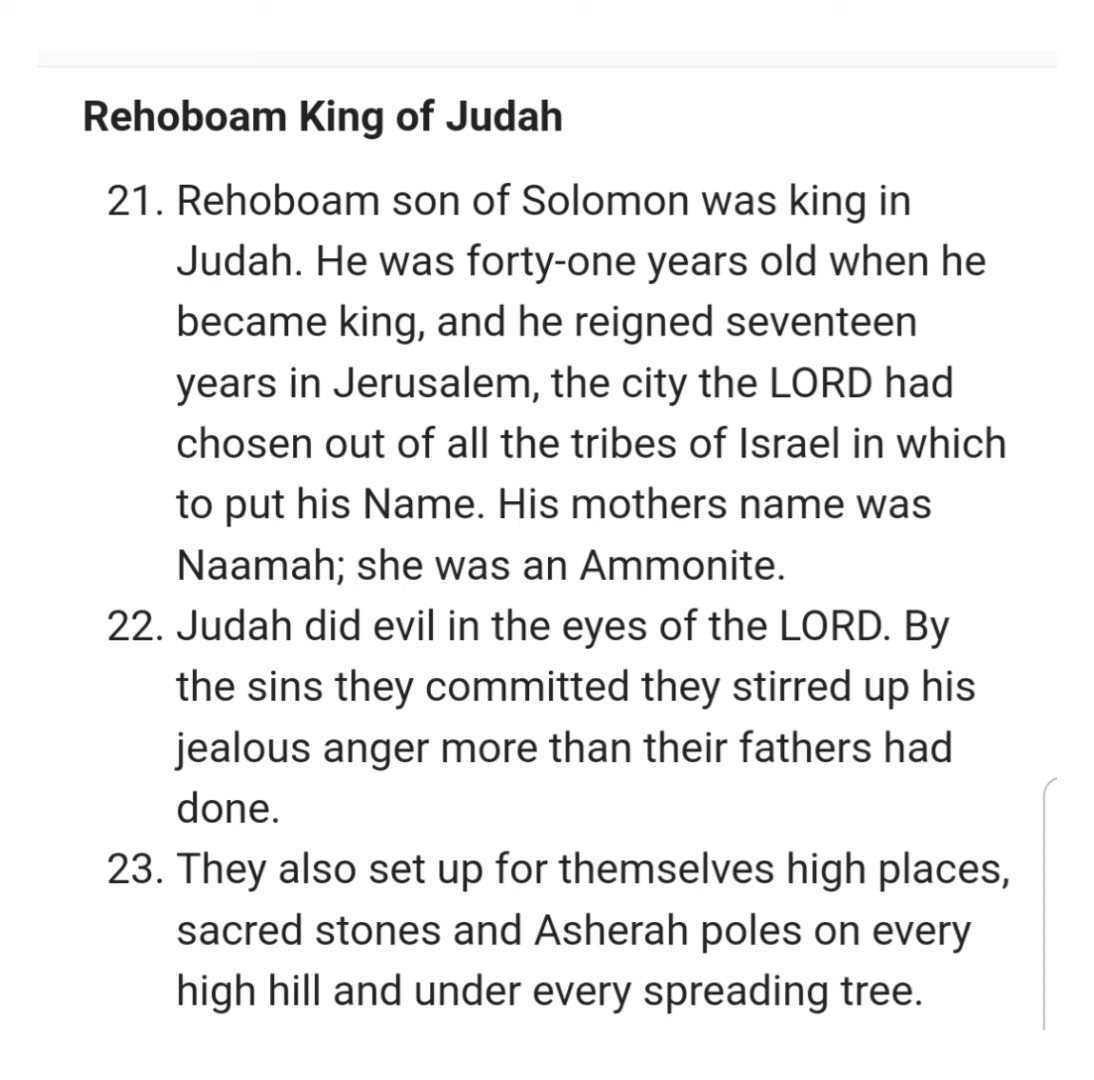 Rehoboam King of Judah
21. Rehoboam son of Solomon was king in
Judah. He was forty-one years old when he
became king, and he reigned seventeen
years in Jerusalem, the city the LORD had
chosen out of all the tribes of Israel in which
to put his Name. His mothers name was
Naamah; she was an Ammonite.
22. Judah did evil in the eyes of the LORD. By
the sins they committed they stirred up his
jealous anger more than their fathers had
done.
23. They also set up for themselves high places,
sacred stones and Asherah poles on every
high hill and under every spreading tree.